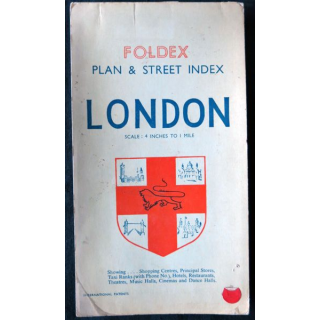 FOLDEX
PLAN & STREET INDEX
LONDON
SCALE : 4 INCHES TO 1 MILE
Showing . . . Shopping Centres, Principal Stores,
Taxi Ranks (with Phone No.), Hotels, Restaurants,
Theatres, Music Halls, Cinemas and Dance Halls.